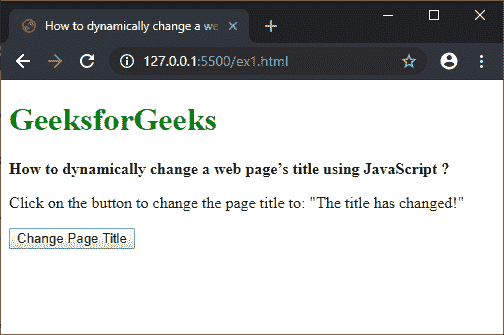 How to dynamically change a we
127.0.0.1:5500/ex1.html
GeeksforGeeks
How to dynamically change a web page’s title using JavaScript ?
Click on the button to change the page title to: "The title has changed!"
Change Page Title